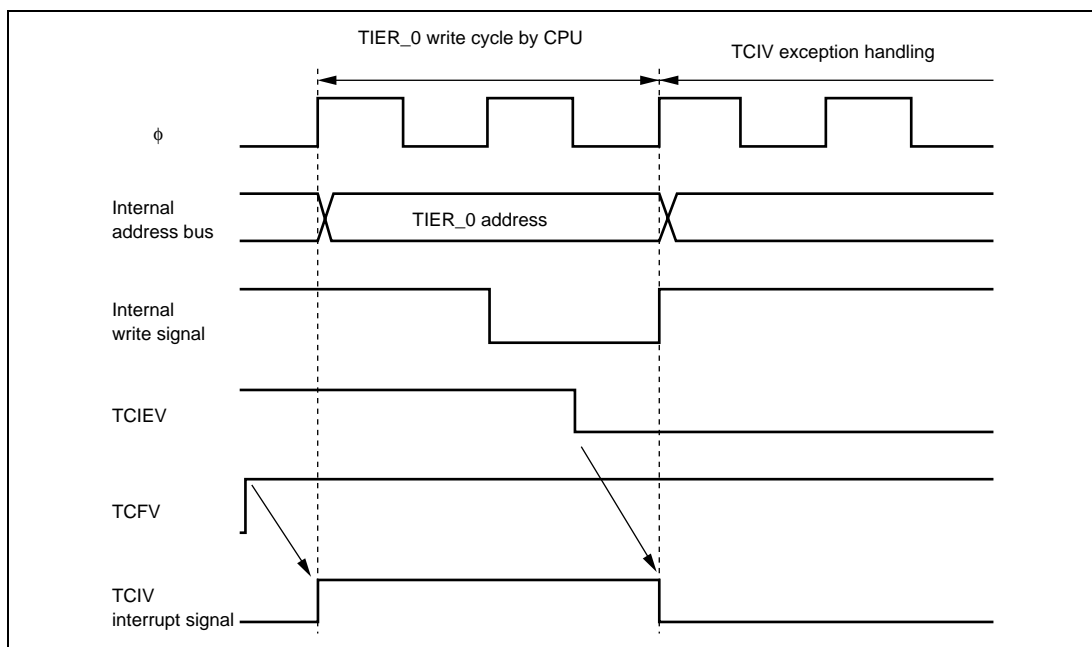 TIER_0 write cycle by CPU
TCIV exception handling
φ
Internal
address bus
TIER_0 address
Internal
write signal
TCIEV
TCFV
TCIV
interrupt signal